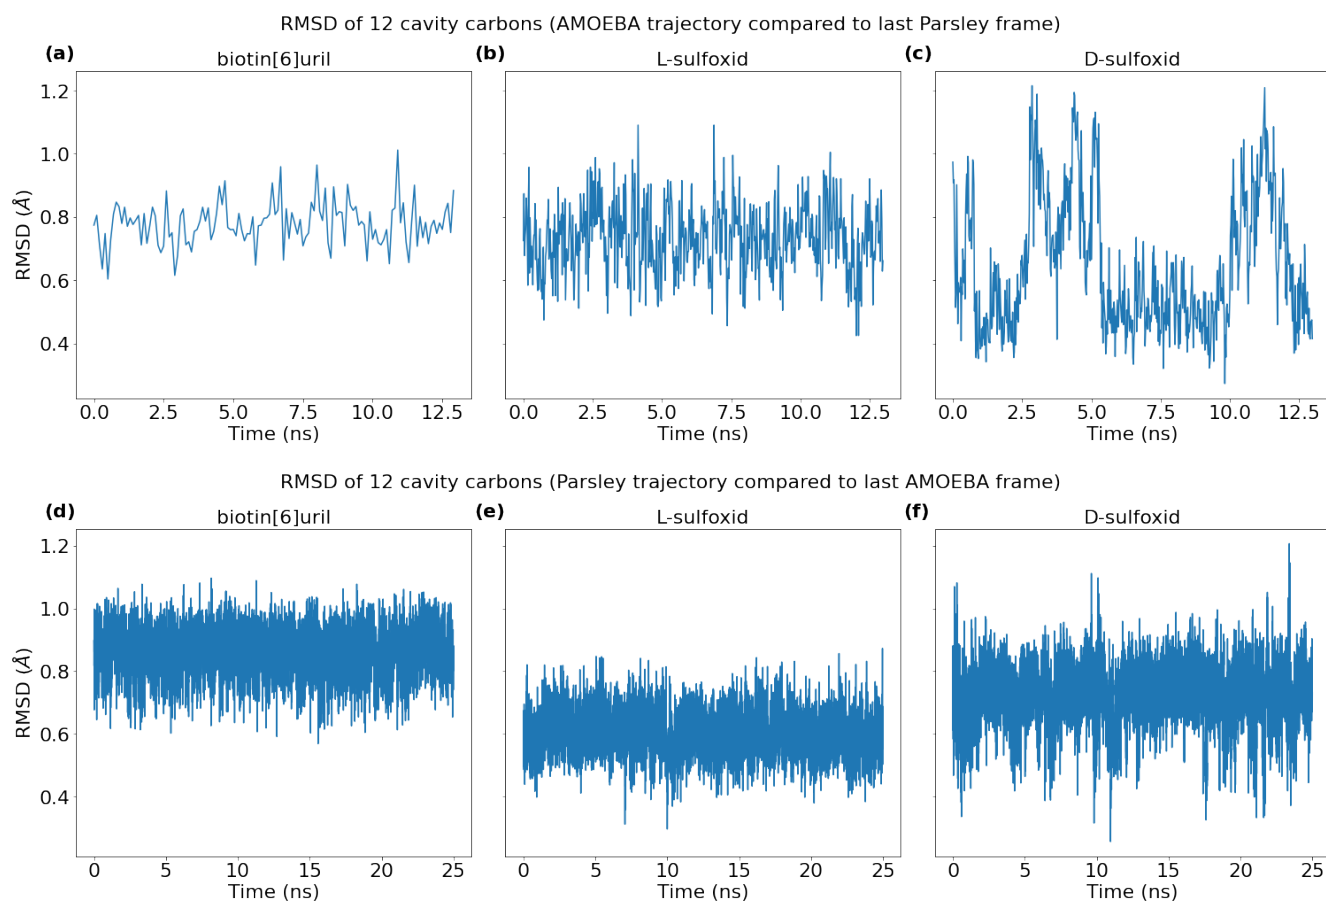 RMSD of 12 cavity carbons (AMOEBA trajectory compared to last Parsley frame)
(a) biotin[6]uril
(b) L-sulfoxid
(c) D-sulfoxid
RMSD (Å)
1.2
1.0
0.8
0.6
0.4
0.0 2.5 5.0 7.5 10.0 12.5
0.0 2.5 5.0 7.5 10.0 12.5
0.0 2.5 5.0 7.5 10.0 12.5
Time (ns)
Time (ns)
Time (ns)
RMSD of 12 cavity carbons (Parsley trajectory compared to last AMOEBA frame)
(d) biotin[6]uril
(e) L-sulfoxid
(f) D-sulfoxid
RMSD (Å)
1.2
1.0
0.8
0.6
0.4
0 5 10 15 20 25
0 5 10 15 20 25
0 5 10 15 20 25
Time (ns)
Time (ns)
Time (ns)